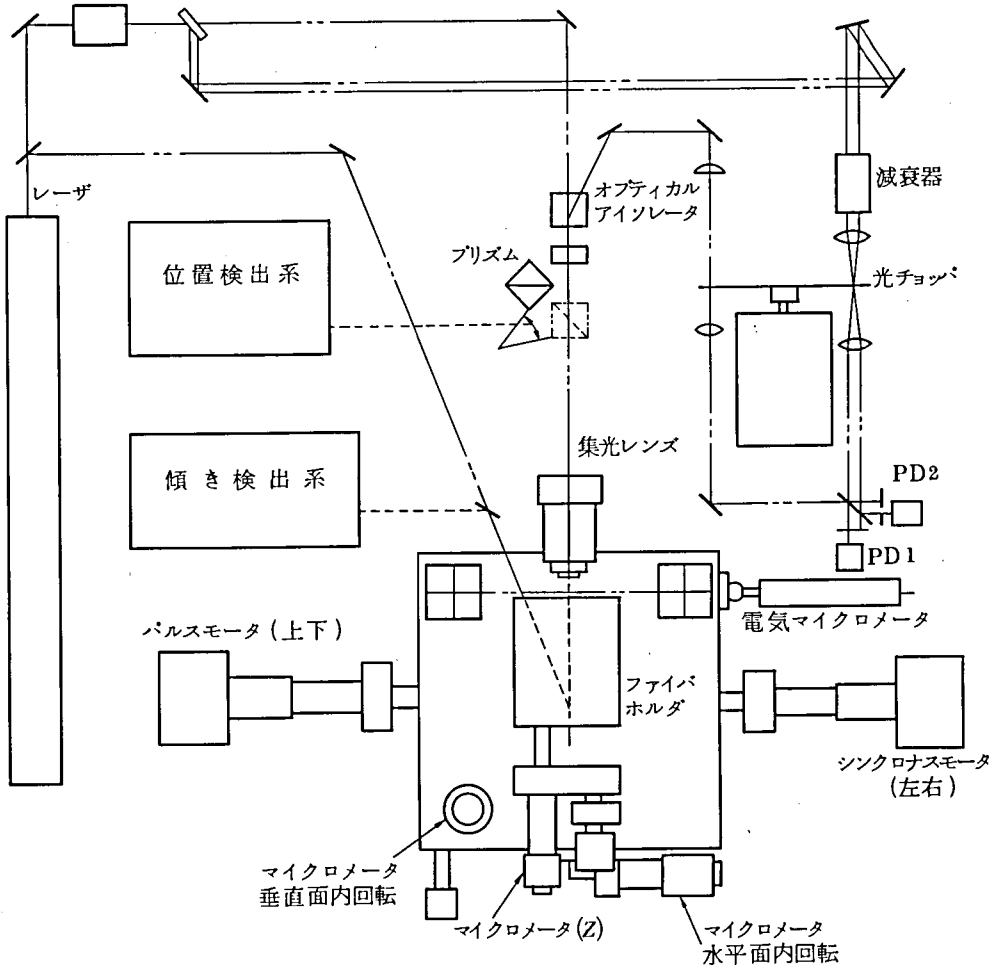 レーザ
オプティカル
アイソレータ
減衰器
プリズム
位置検出系
光チョッパ
集光レンズ
傾き検出系
PD2
PD1
電気マイクロメータ
パルスモータ(上下)
ファイバ
ホルダ
シンクロナスモータ
(左右)
マイクロメータ
垂直面内回転
マイクロメータ(Z)
マイクロメータ
水平面内回転